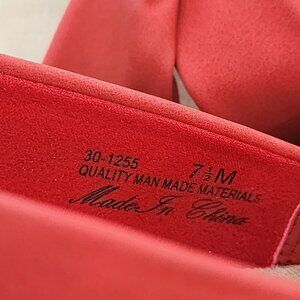 30-1255 7½M
QUALITY MAN MADE MATERIALS
Made In China